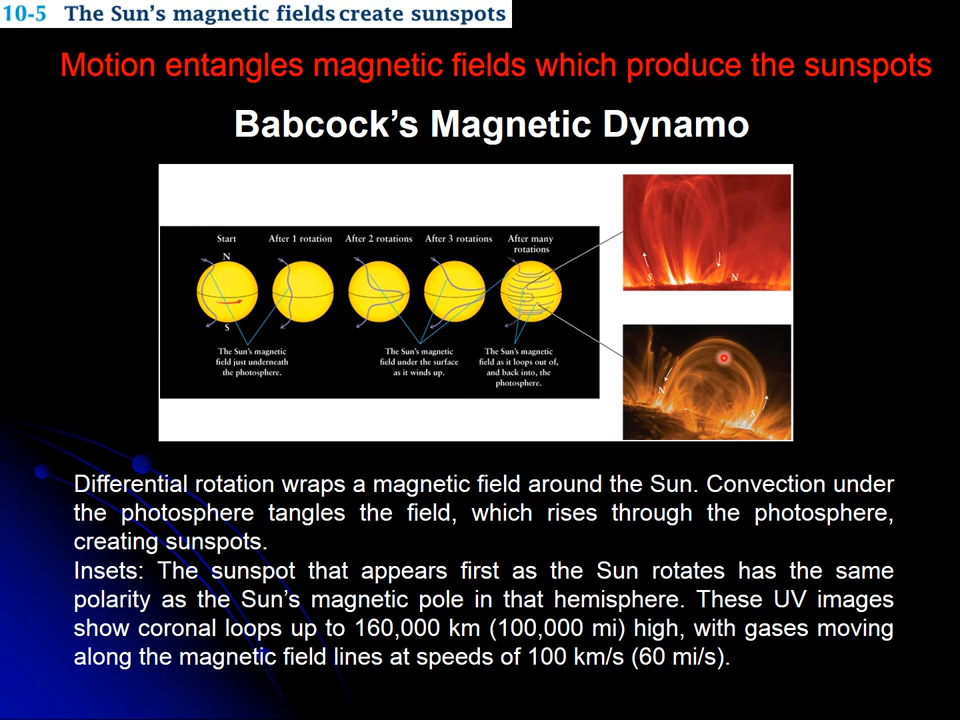 10-5 The Sun's magnetic fields create sunspots
Motion entangles magnetic fields which produce the sunspots
Babcock's Magnetic Dynamo
Start
After 1 rotation
After 2 rotations
After 3 rotations
After many
rotations
N
S
The Sun's magnetic
field just underneath
the photosphere.
The Sun's magnetic
field under the surface
as it winds up.
The Sun's magnetic
field as it loops out of,
and back into, the
photosphere.
S
N
N
S
Differential rotation wraps a magnetic field around the Sun. Convection under
the photosphere tangles the field, which rises through the photosphere,
creating sunspots.
Insets: The sunspot that appears first as the Sun rotates has the same
polarity as the Sun's magnetic pole in that hemisphere. These UV images
show coronal loops up to 160,000 km (100,000 mi) high, with gases moving
along the magnetic field lines at speeds of 100 km/s (60 mi/s).